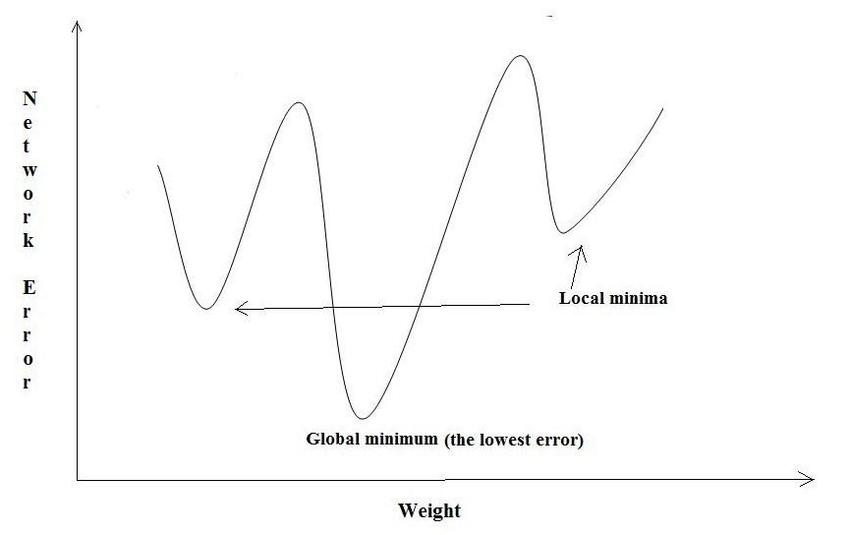 Network Error
Local minima
Global minimum (the lowest error)
Weight